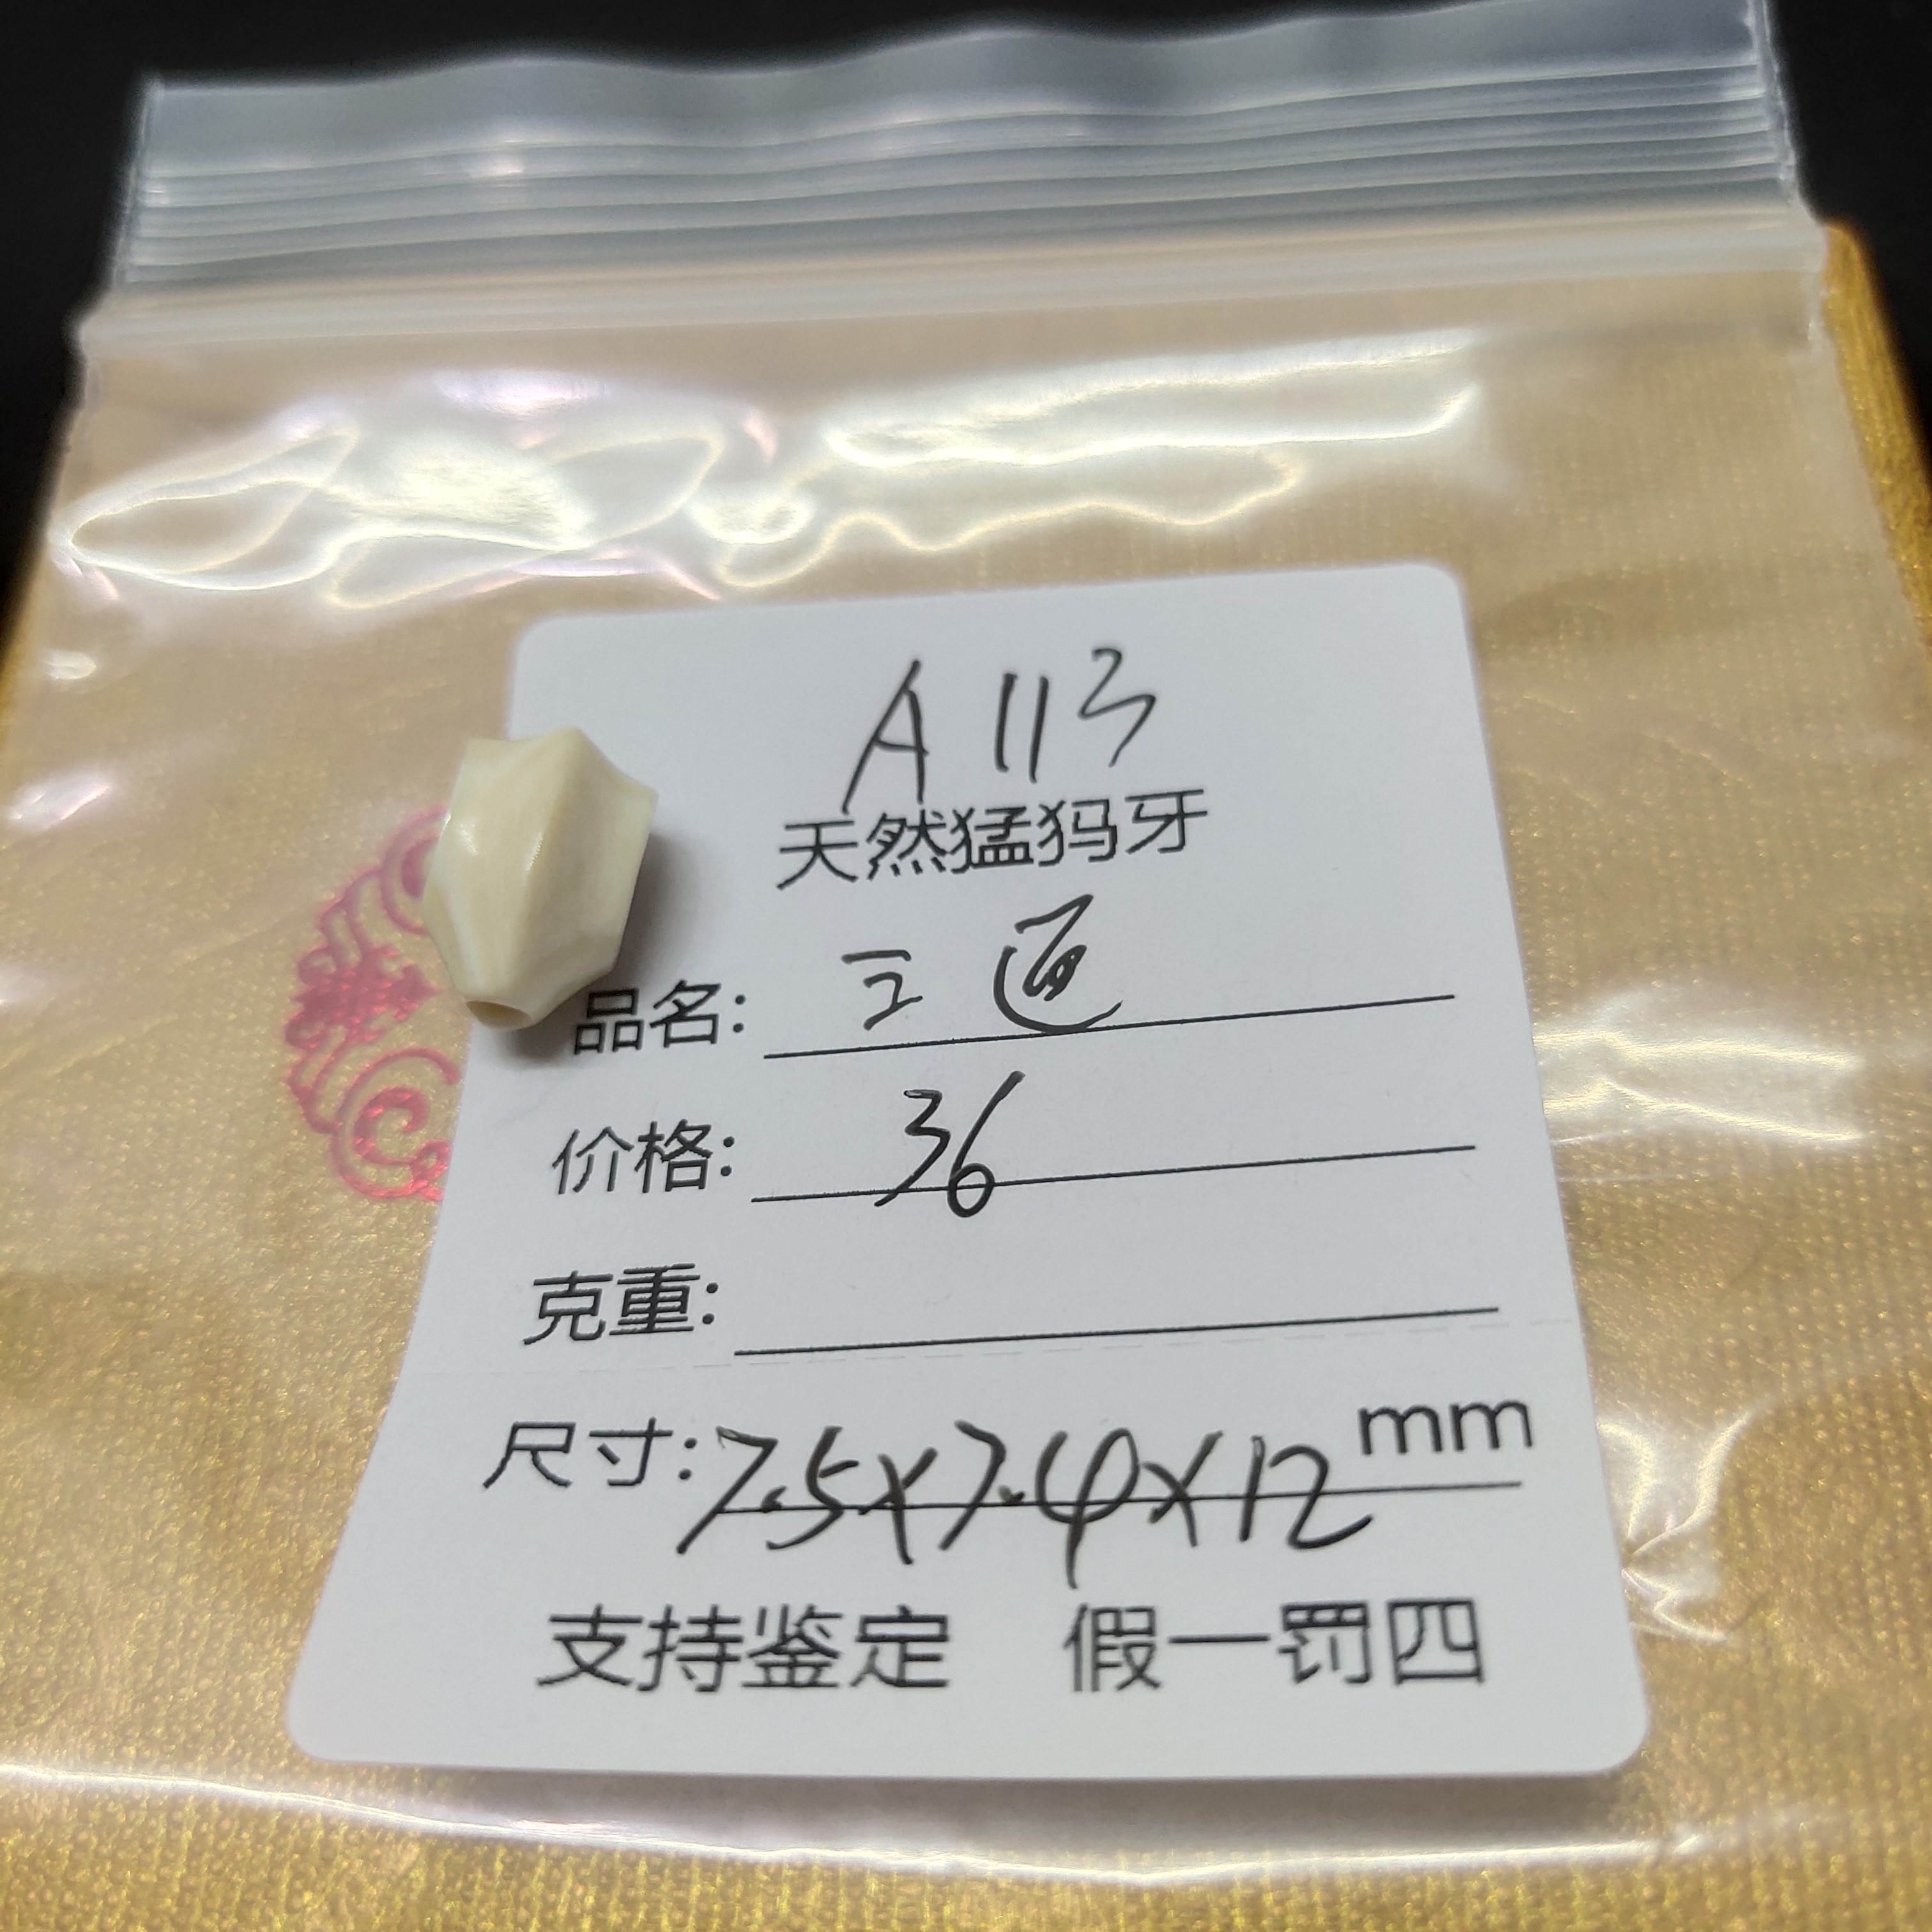 A113
天然猛犸牙
品名: 三通
价格: 36
克重:
尺寸: 7.5x7.4x12 mm
支持鉴定 假一罚四